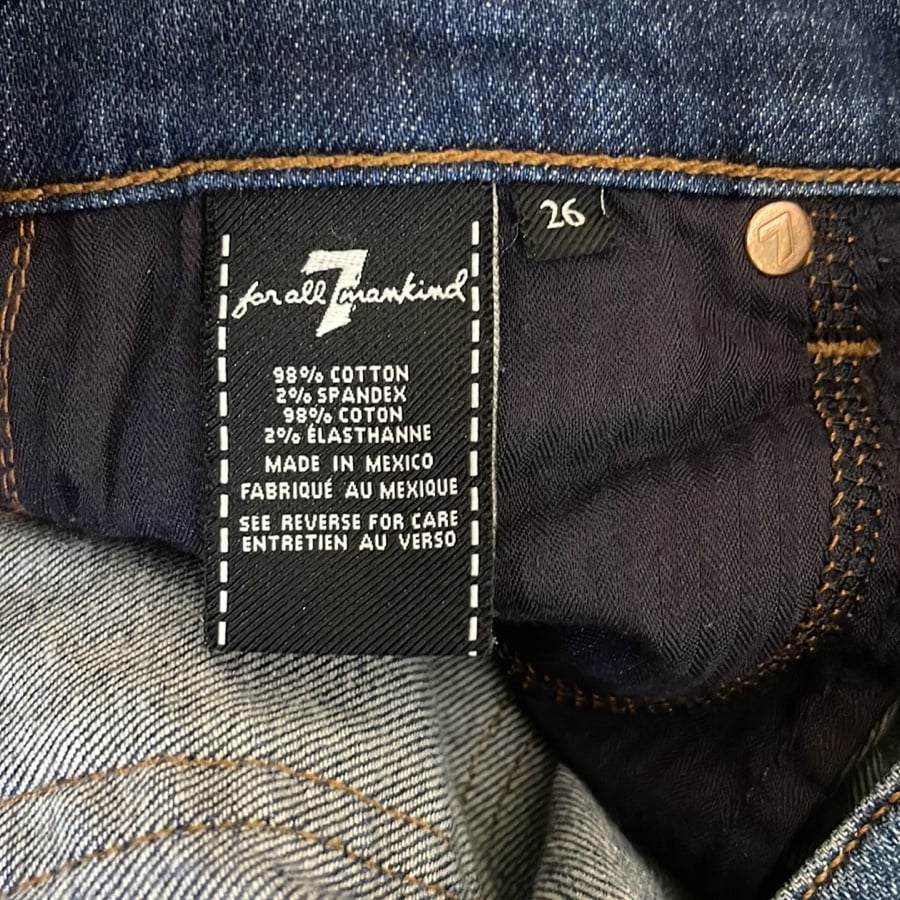 26
7
for all 7 mankind
98% COTTON
2% SPANDEX
98% COTON
2% ÉLASTHANNE
MADE IN MEXICO
FABRIQUÉ AU MEXIQUE
SEE REVERSE FOR CARE
ENTRETIEN AU VERSO